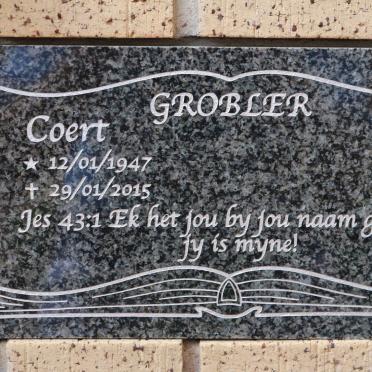 GROBLER
Coert
★ 12/01/1947
✝ 29/01/2015
Jes 43:1 Ek het jou by jou naam g
jy is myne!